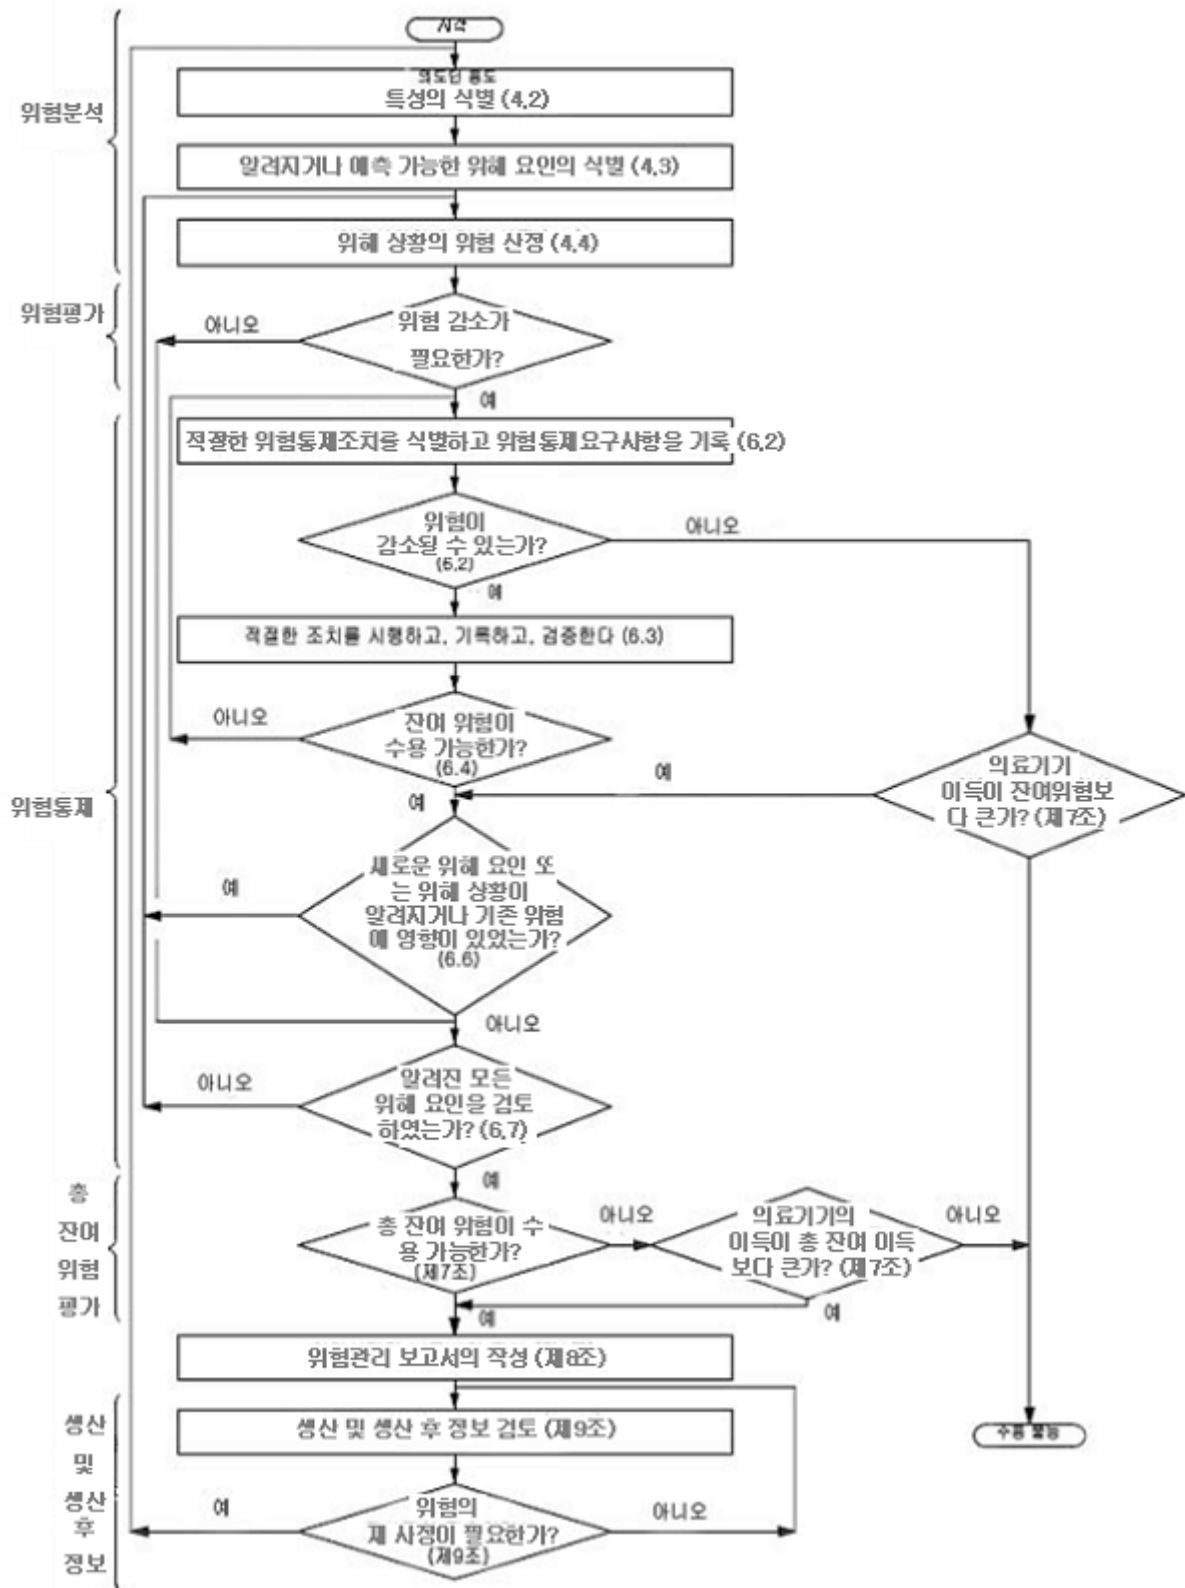 시작
의도된 용도
특성의 식별 (4.2)
위험분석
알려지거나 예측 가능한 위해 요인의 식별 (4.3)
위해 상황의 위험 산정 (4.4)
위험평가
아니오
위험 감소가
필요한가?
예
적절한 위험통제조치를 식별하고 위험통제요구사항을 기록 (6.2)
위험이
감소될 수 있는가?
(6.2)
아니오
예
적절한 조치를 시행하고, 기록하고, 검증한다 (6.3)
아니오
잔여 위험이
수용 가능한가?
(6.4)
예
예
의료기기
이득이 잔여위험보
다 큰가? (제7조)
위험통제
예
새로운 위해 요인 또
는 위해 상황이
알려지거나 기존 위험
에 영향이 있었는가?
(6.6)
아니오
아니오
알려진 모든
위해 요인을 검토
하였는가? (6.7)
예
총
잔여
위험
평가
총 잔여 위험이 수
용 가능한가?
(제7조)
아니오
의료기기의
이득이 총 잔여 이득
보다 큰가? (제7조)
아니오
예
예
위험관리 보고서의 작성 (제8조)
생산
및
생산
후
정보
생산 및 생산 후 정보 검토 (제9조)
수용 불능
예
위험의
재 사정이 필요한가?
(제9조)
아니오